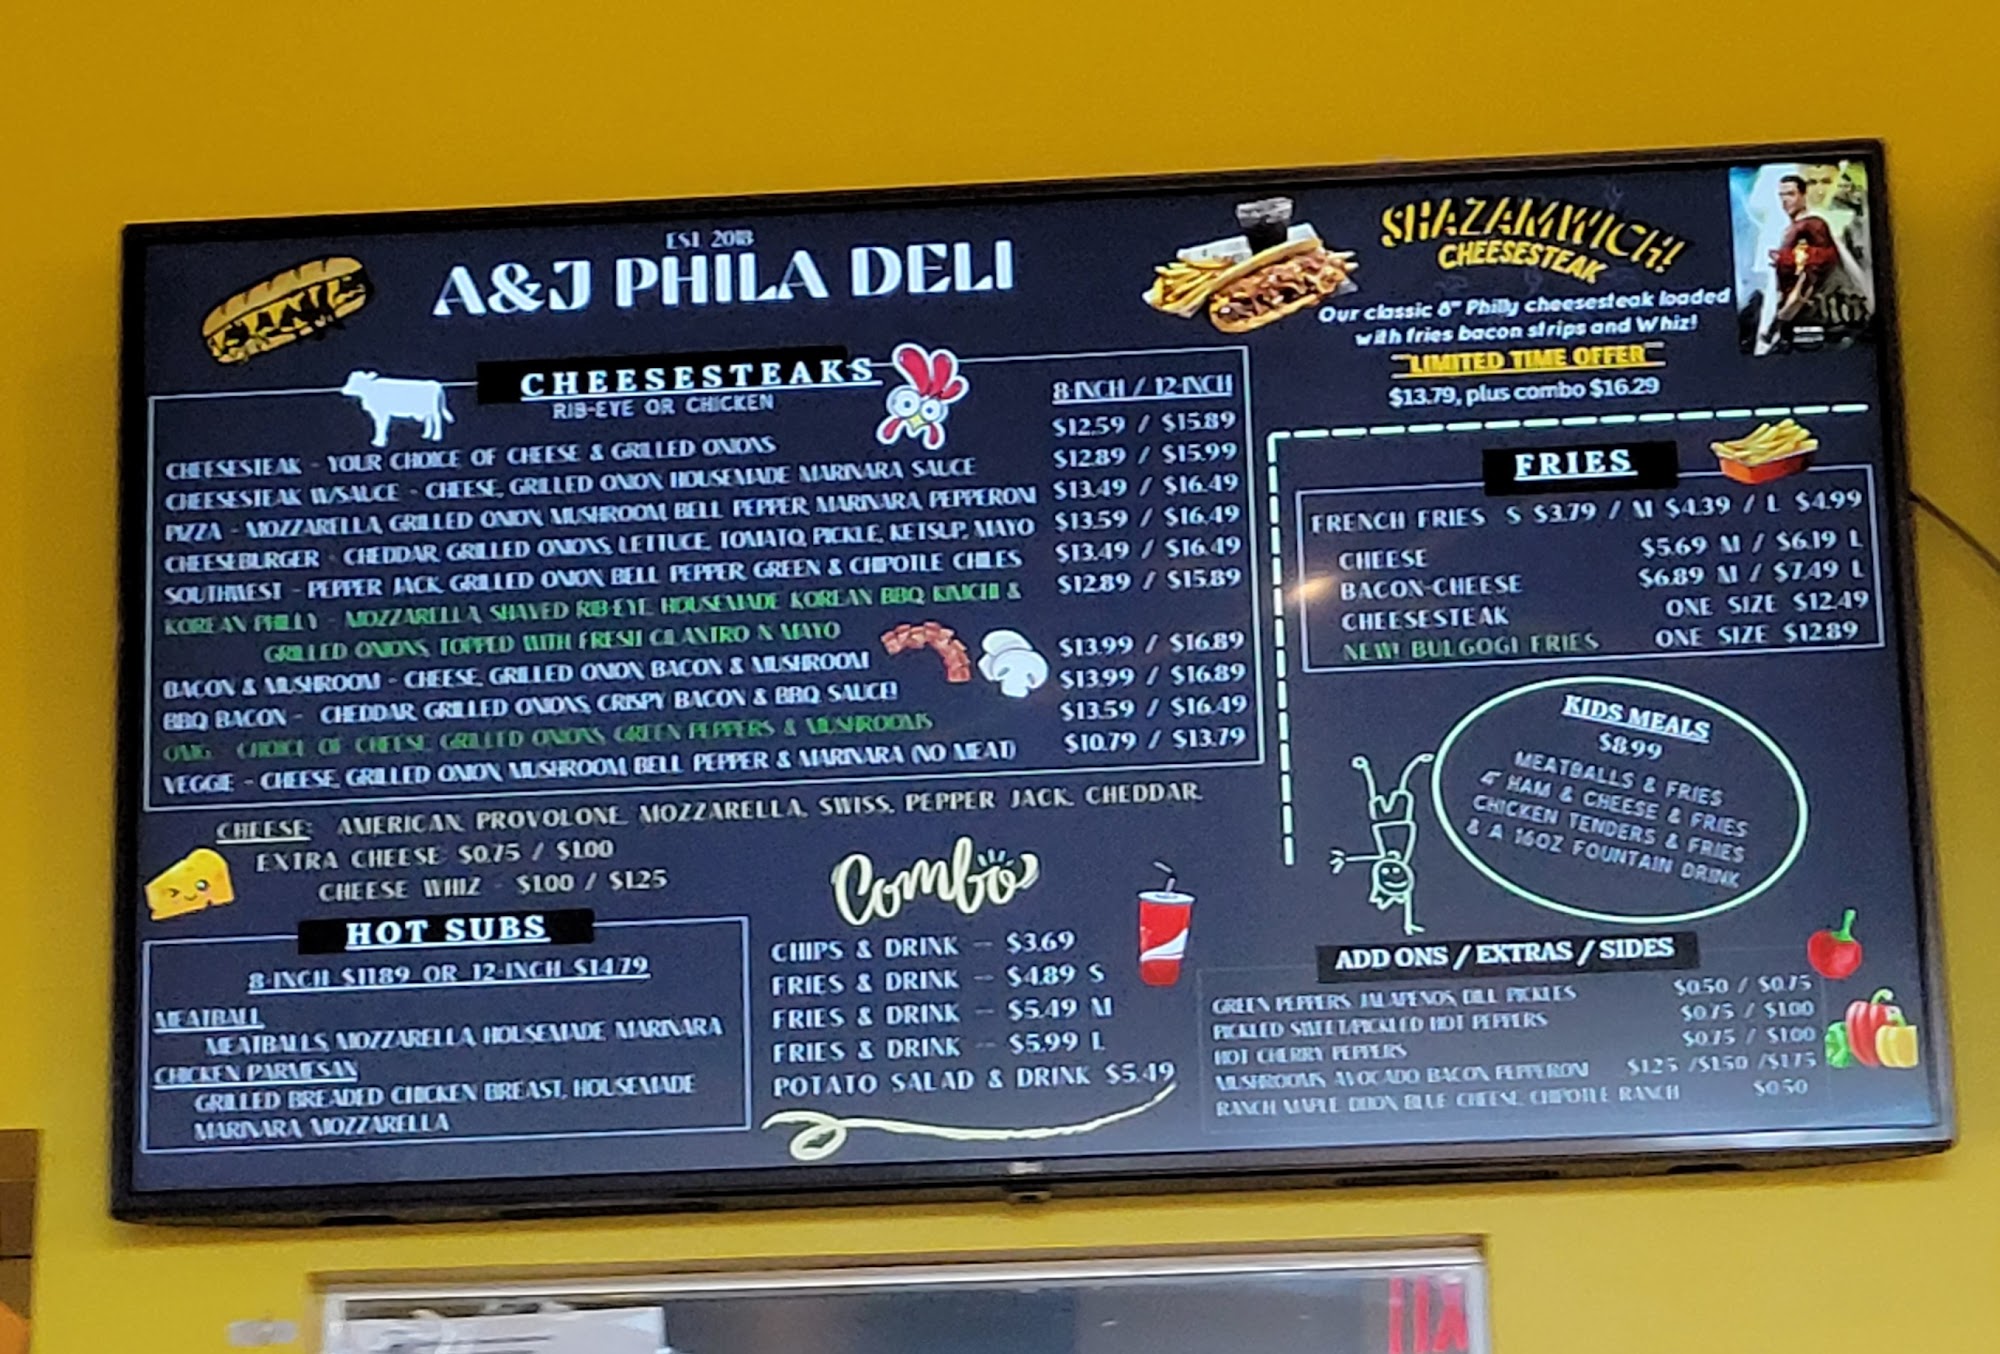 EST. 2018
A&J PHILA DELI
CHEESESTEAKS
RIB-EYE OR CHICKEN
8-INCH / 12-INCH
CHEESESTEAK - YOUR CHOICE OF CHEESE & GRILLED ONIONS $12.59 / $15.89
CHEESESTEAK W/SAUCE - CHEESE, GRILLED ONION, HOUSEMADE MARINARA SAUCE $12.89 / $15.99
PIZZA - MOZZARELLA, GRILLED ONION, MUSHROOM, BELL PEPPER, MARINARA, PEPPERONI $13.49 / $16.49
CHEESEBURGER - CHEDDAR, GRILLED ONIONS, LETTUCE, TOMATO, PICKLE, KETSUP, MAYO $13.59 / $16.49
SOUTHWEST - PEPPER JACK, GRILLED ONION, BELL PEPPER, GREEN & CHIPOTLE CHILES $13.49 / $16.49
KOREAN PHILLY - MOZZARELLA, SHAVED RIB-EYE, HOUSEMADE KOREAN BBQ, KIMCHI & $12.89 / $15.89
GRILLED ONIONS, TOPPED WITH FRESH CILANTRO N MAYO
BACON & MUSHROOM - CHEESE, GRILLED ONION, BACON & MUSHROOM $13.99 / $16.89
BBQ BACON - CHEDDAR, GRILLED ONIONS, CRISPY BACON & BBQ SAUCE! $13.99 / $16.89
OMG - CHOICE OF CHEESE, GRILLED ONIONS, GREEN PEPPERS & MUSHROOMS $13.59 / $16.49
VEGGIE - CHEESE, GRILLED ONION, MUSHROOM, BELL PEPPER & MARINARA (NO MEAT) $10.79 / $13.79
CHEESE: AMERICAN, PROVOLONE, MOZZARELLA, SWISS, PEPPER JACK, CHEDDAR,
EXTRA CHEESE $0.75 / $1.00
CHEESE WHIZ - $1.00 / $1.25
HOT SUBS
8-INCH $11.89 OR 12-INCH $14.79
MEATBALL
MEATBALLS, MOZZARELLA, HOUSEMADE MARINARA
CHICKEN PARMESAN
GRILLED BREADED CHICKEN BREAST, HOUSEMADE
MARINARA, MOZZARELLA
Combo
CHIPS & DRINK -- $3.69
FRIES & DRINK -- $4.89 S
FRIES & DRINK -- $5.49 M
FRIES & DRINK -- $5.99 L
POTATO SALAD & DRINK $5.49
SHAZAMWICH!
CHEESESTEAK
Our classic 8" Philly cheesesteak loaded
with fries bacon strips and Whiz!
"LIMITED TIME OFFER"
$13.79, plus combo $16.29
FRIES
FRENCH FRIES S $3.79 / M $4.39 / L $4.99
CHEESE $5.69 M / $6.19 L
BACON-CHEESE $6.89 M / $7.49 L
CHEESESTEAK ONE SIZE $12.49
NEW! BULGOGI FRIES ONE SIZE $12.89
KIDS MEALS
$8.99
MEATBALLS & FRIES
4" HAM & CHEESE & FRIES
CHICKEN TENDERS & FRIES
& A 16OZ FOUNTAIN DRINK
ADD ONS / EXTRAS / SIDES
GREEN PEPPERS, JALAPENOS, DILL PICKLES $0.50 / $0.75
PICKLED SWEET/PICKLED HOT PEPPERS $0.75 / $1.00
HOT CHERRY PEPPERS $0.75 / $1.00
MUSHROOMS, AVOCADO, BACON, PEPPERONI $1.25 /$1.50 /$1.75
RANCH, MAPLE DIJON, BLUE CHEESE, CHIPOTLE RANCH $0.50